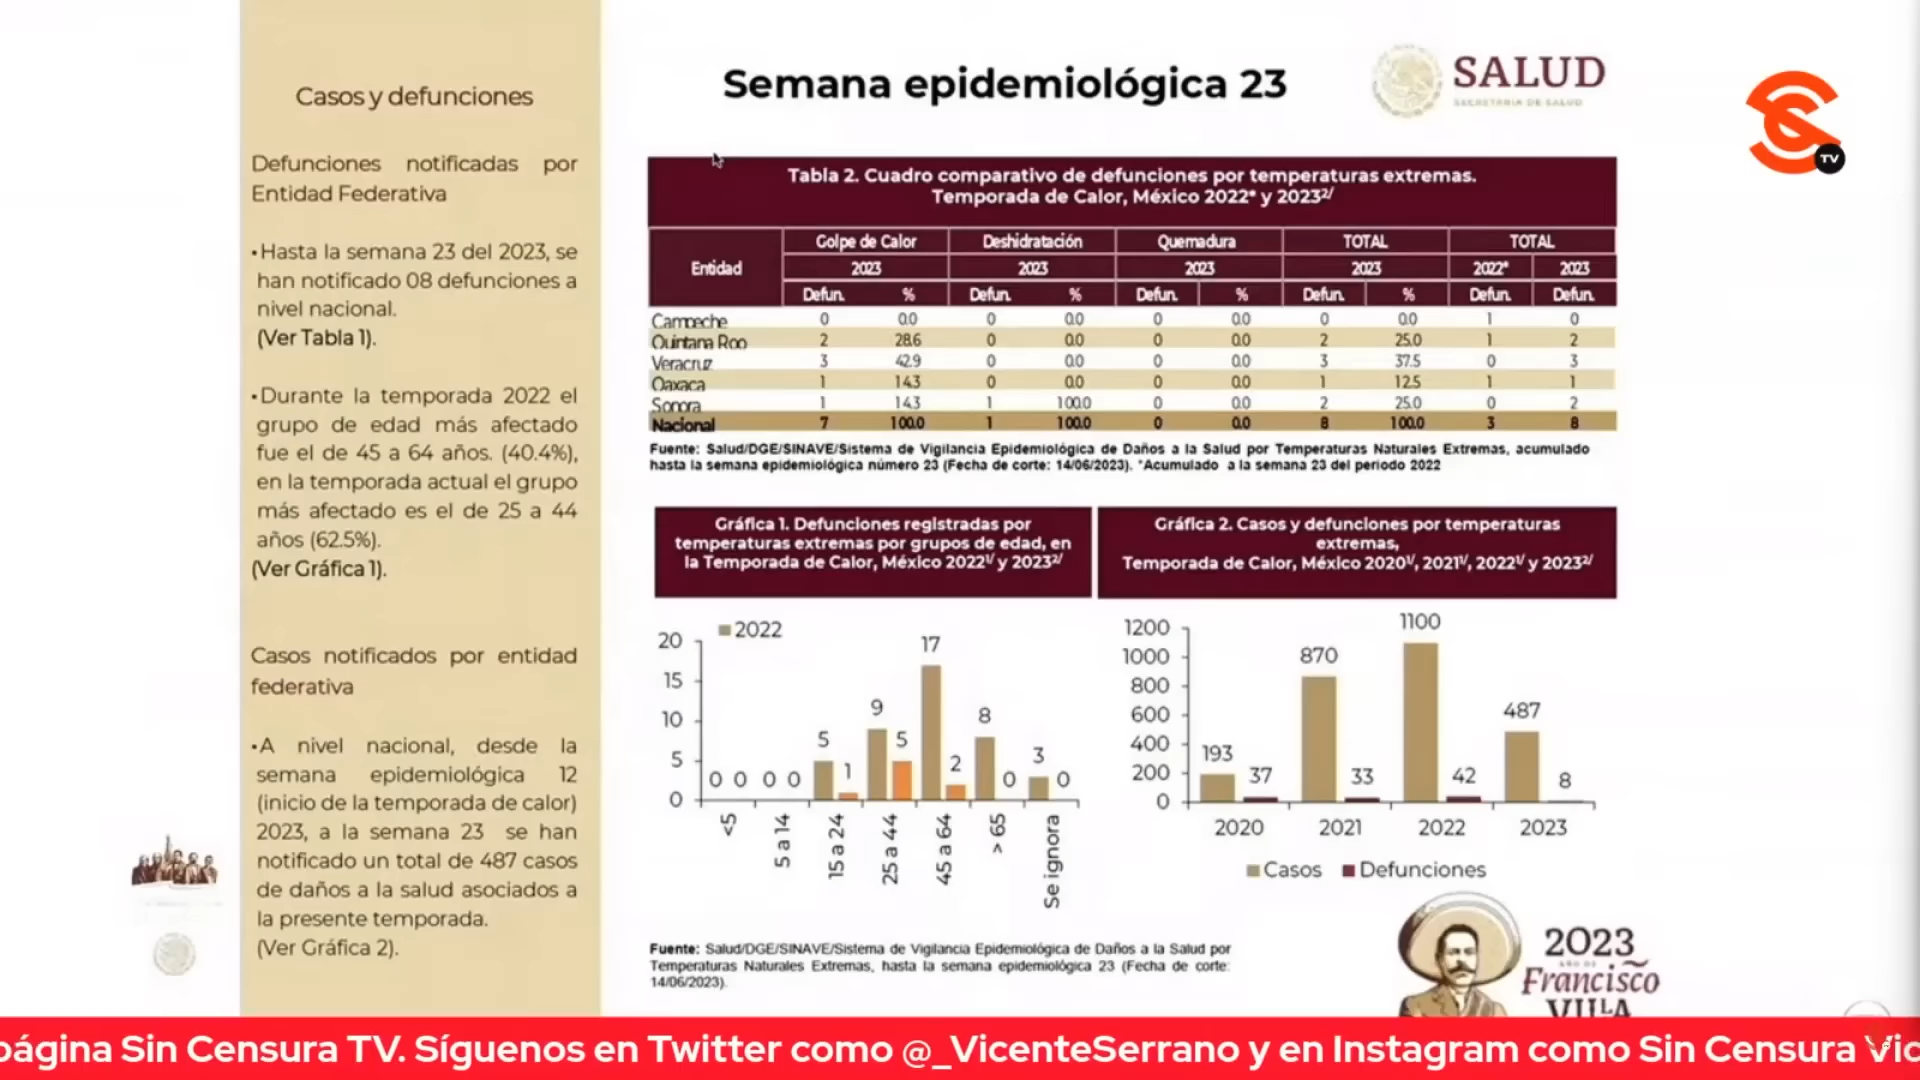 Casos y defunciones
Defunciones notificadas por
Entidad Federativa
•Hasta la semana 23 del 2023, se
han notificado 08 defunciones a
nivel nacional.
(Ver Tabla 1).
•Durante la temporada 2022 el
grupo de edad más afectado
fue el de 45 a 64 años. (40.4%),
en la temporada actual el grupo
más afectado es el de 25 a 44
años (62.5%).
(Ver Gráfica 1).
Casos notificados por entidad
federativa
•A nivel nacional, desde la
semana epidemiológica 12
(inicio de la temporada de calor)
2023, a la semana 23 se han
notificado un total de 487 casos
de daños a la salud asociados a
la presente temporada.
(Ver Gráfica 2).
Semana epidemiológica 23
SALUD
SECRETARÍA DE SALUD
TV
Tabla 2. Cuadro comparativo de defunciones por temperaturas extremas.
Temporada de Calor, México 2022* y 2023²/
Entidad Golpe de Calor Deshidratación Quemadura TOTAL TOTAL
2023 2023 2023 2023 2022* 2023
Defun. % Defun. % Defun. % Defun. % Defun. Defun.
Campeche 0 0.0 0 0.0 0 0.0 0 0.0 1 0
Quintana Roo 2 28.6 0 0.0 0 0.0 2 25.0 1 2
Veracruz 3 42.9 0 0.0 0 0.0 3 37.5 0 3
Oaxaca 1 14.3 0 0.0 0 0.0 1 12.5 1 1
Sonora 1 14.3 1 100.0 0 0.0 2 25.0 0 2
Nacional 7 100.0 1 100.0 0 0.0 8 100.0 3 8
Fuente: Salud/DGE/SINAVE/Sistema de Vigilancia Epidemiológica de Daños a la Salud por Temperaturas Naturales Extremas, acumulado
hasta la semana epidemiológica número 23 (Fecha de corte: 14/06/2023). *Acumulado a la semana 23 del periodo 2022
Gráfica 1. Defunciones registradas por
temperaturas extremas por grupos de edad, en
la Temporada de Calor, México 2022¹/ y 2023²/
2022
20
15
10
5
0
0 0 0 0 5 1 9 5 17 2 8 0 3 0
<5 5 a 14 15 a 24 25 a 44 45 a 64 > 65 Se ignora
Gráfica 2. Casos y defunciones por temperaturas
extremas,
Temporada de Calor, México 2020¹/, 2021¹/, 2022¹/ y 2023²/
1200
1000
800
600
400
200
0
193 37 870 33 1100 42 487 8
2020 2021 2022 2023
Casos Defunciones
Fuente: Salud/DGE/SINAVE/Sistema de Vigilancia Epidemiológica de Daños a la Salud por
Temperaturas Naturales Extremas, hasta la semana epidemiológica 23 (Fecha de corte:
14/06/2023).
2023
AÑO DE
Francisco
VILLA
página Sin Censura TV. Síguenos en Twitter como @_VicenteSerrano y en Instagram como Sin Censura Vic